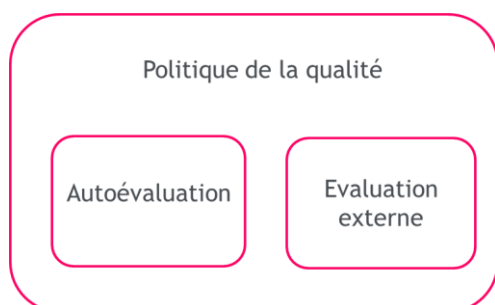 Politique de la qualité
Autoévaluation
Evaluation
externe